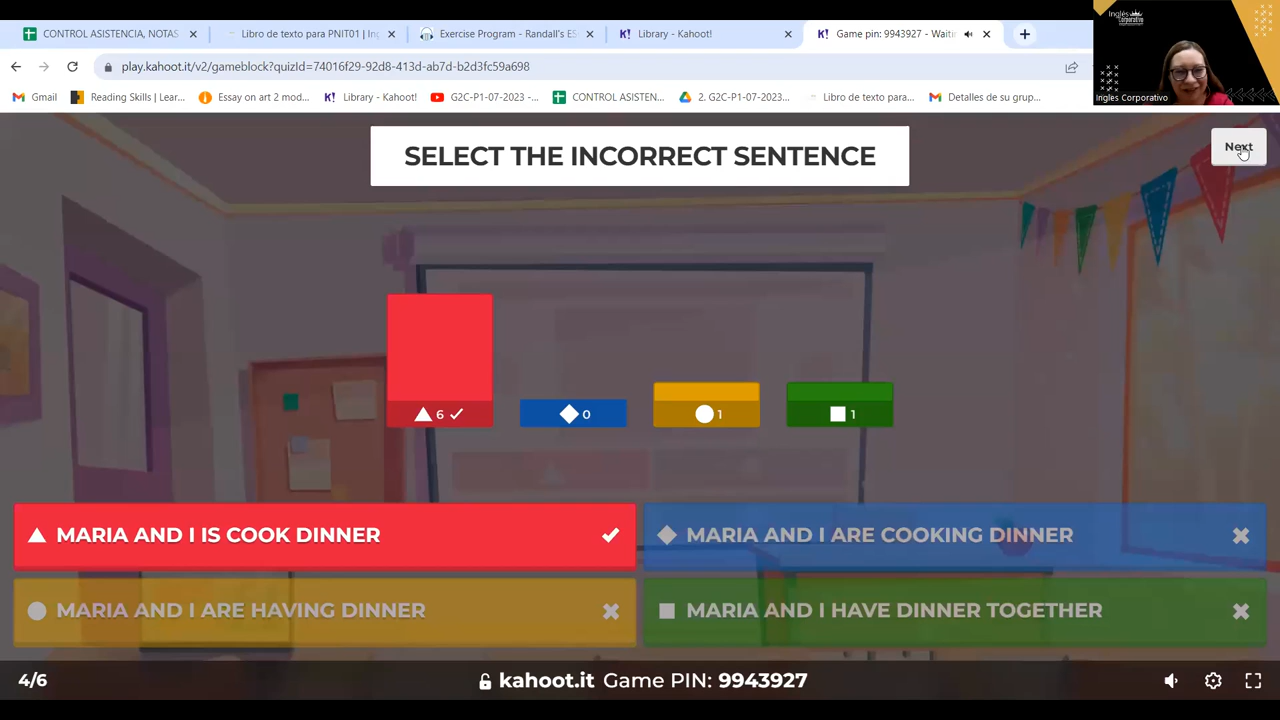 CONTROL ASISTENCIA, NOTAS
Libro de texto para PNIT01 | Ing
Exercise Program - Randall's ES
Library - Kahoot!
Game pin: 9943927 - Waiti
play.kahoot.it/v2/gameblock?quizId=74016f29-92d8-413d-ab7d-b2d3fc59a698
Gmail
Reading Skills | Lear...
Essay on art 2 mod...
Library - Kahoot!
G2C-P1-07-2023 -...
CONTROL ASISTEN...
2. G2C-P1-07-2023...
Libro de texto para...
Detalles de su grup...
Inglés
Corporativo
Ingles Corporativo
SELECT THE INCORRECT SENTENCE
Next
6
0
1
1
MARIA AND I IS COOK DINNER
MARIA AND I ARE COOKING DINNER
MARIA AND I ARE HAVING DINNER
MARIA AND I HAVE DINNER TOGETHER
4/6
kahoot.it Game PIN: 9943927